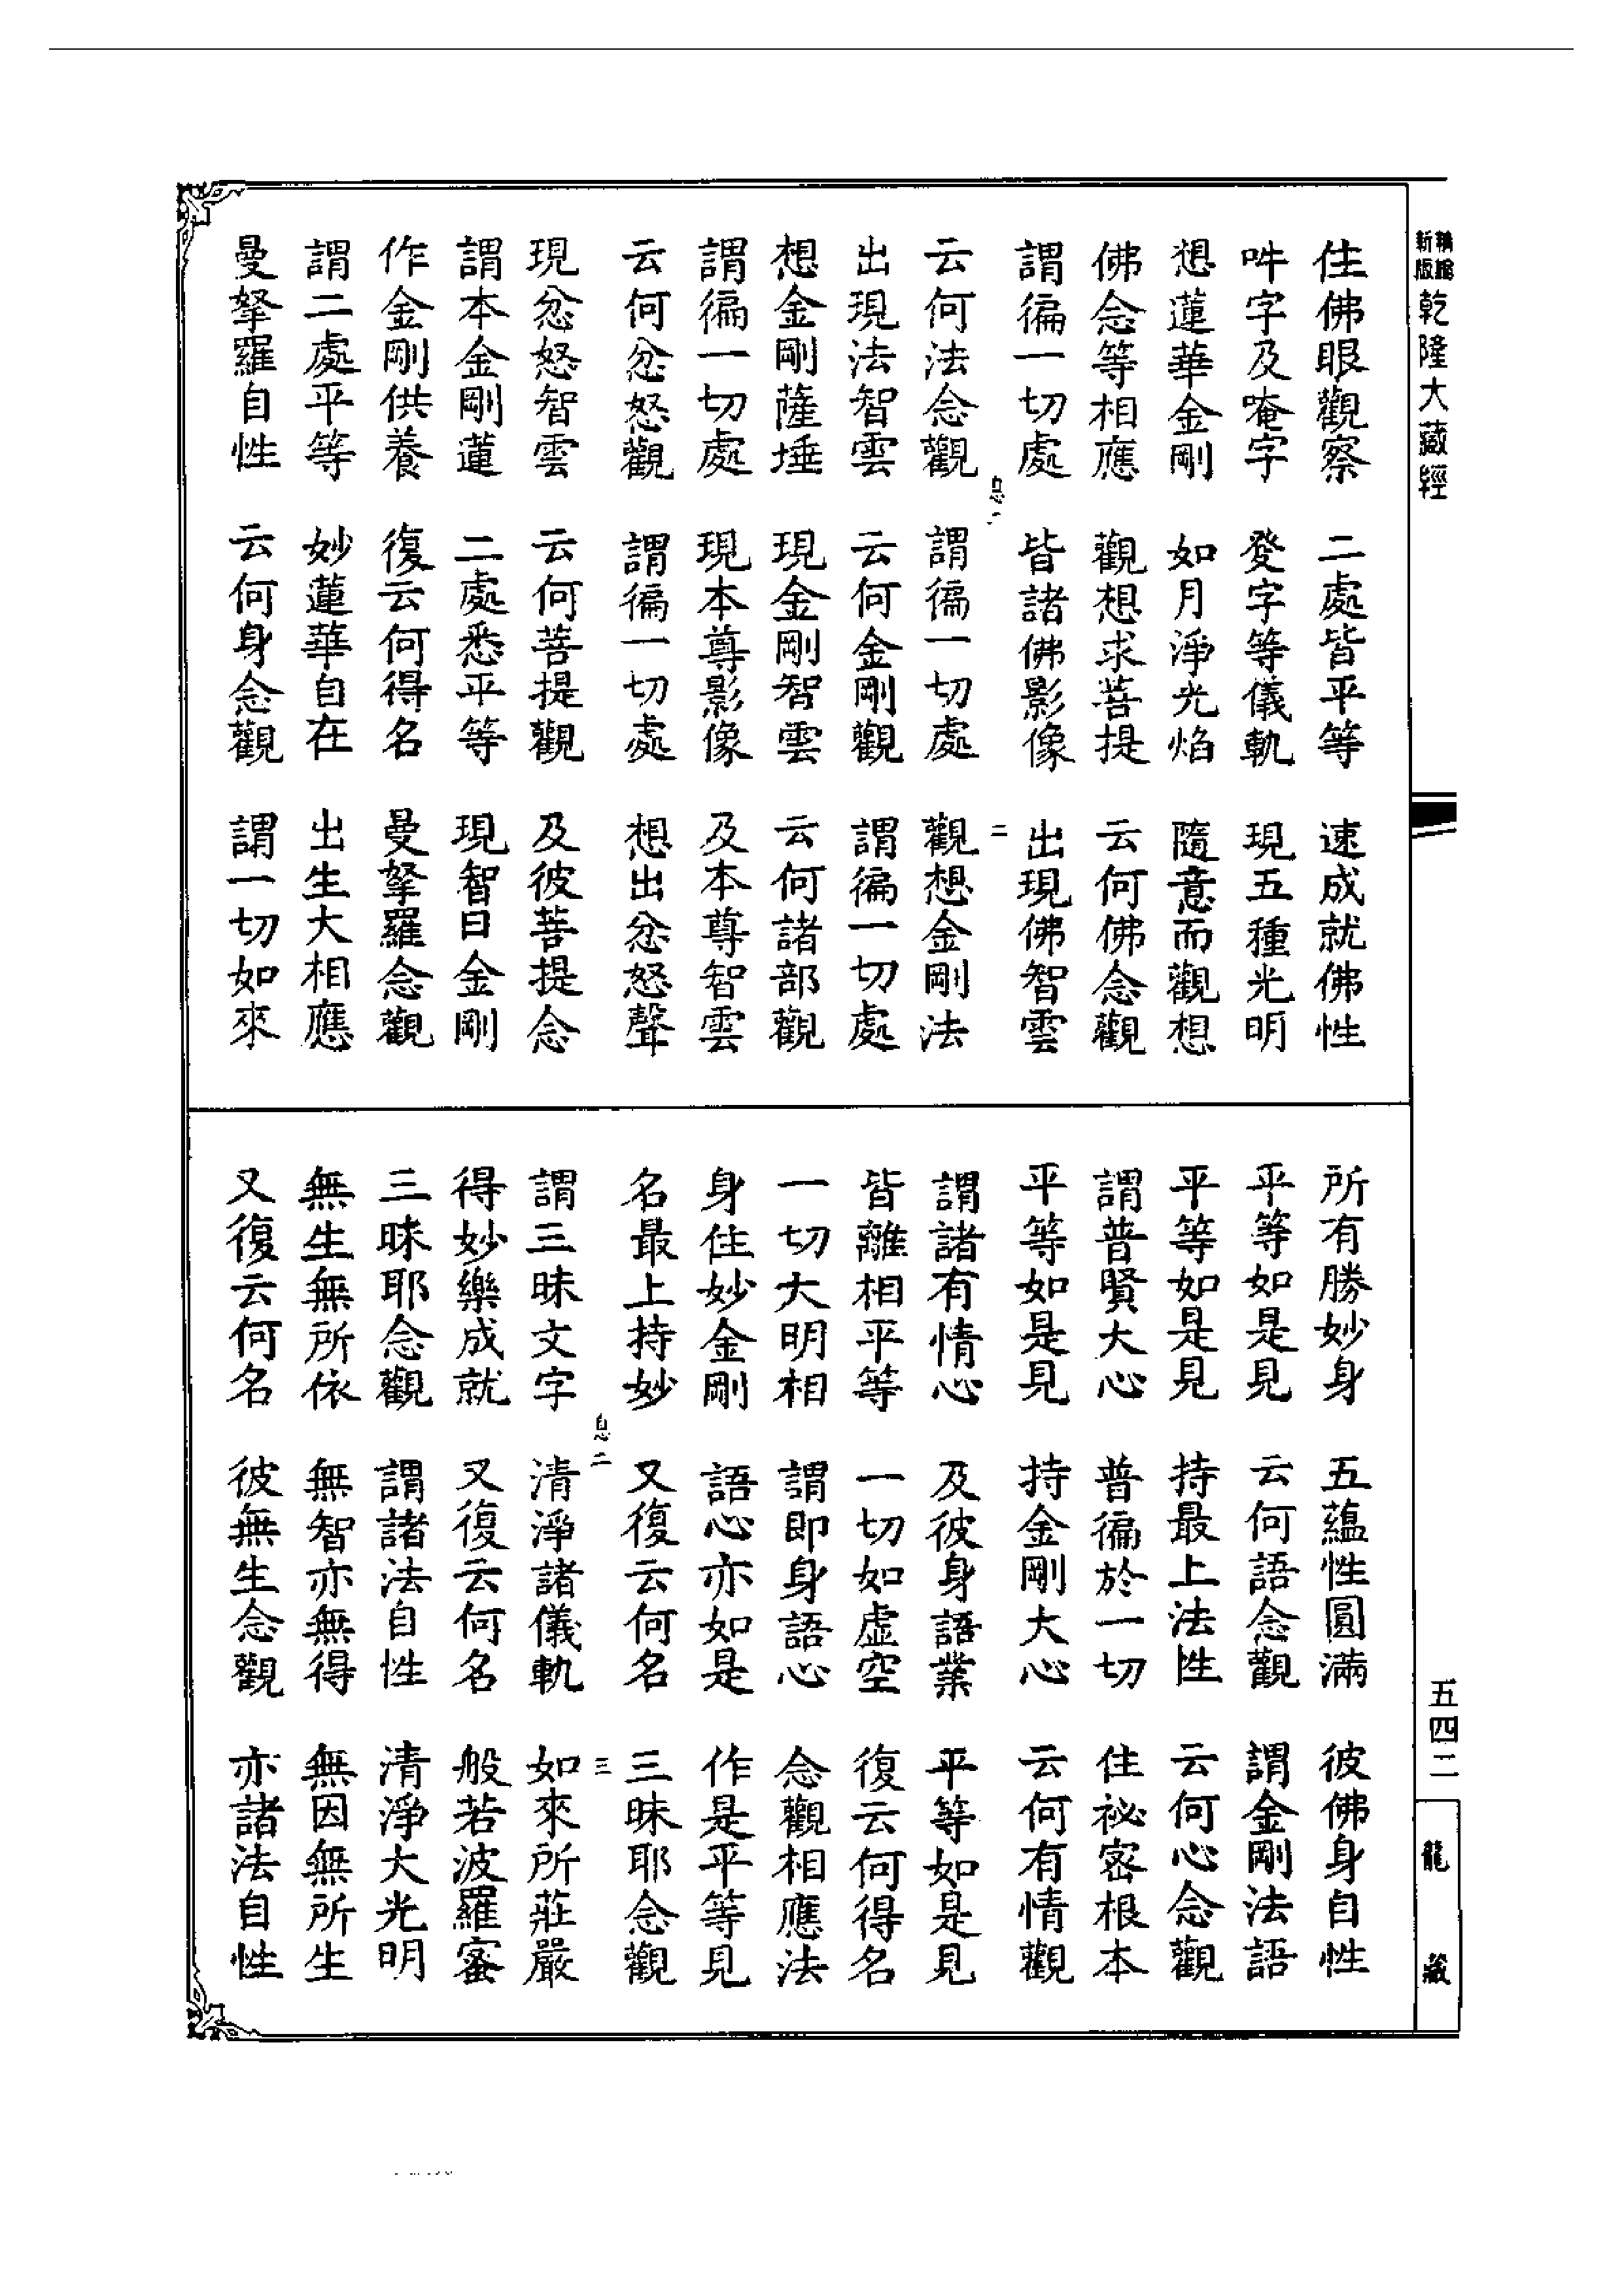 新版精縮乾隆大藏經
住佛眼觀察 二處皆平等 速成就佛性
吽字及唵字 癹字等儀軌 現五種光明
想蓮華金剛 如月淨光焰 隨意而觀想
佛念等相應 觀想求菩提 云何佛念觀
謂徧一切處 皆諸佛影像 出現佛智雲
云何法念觀 謂徧一切處 觀想金剛法
出現法智雲 云何金剛觀 謂徧一切處
想金剛薩埵 現金剛智雲 云何諸部觀
謂徧一切處 現本尊影像 及本尊智雲
云何忿怒觀 謂徧一切處 想出忿怒聲
現忿怒智雲 云何菩提觀 及彼菩提念
謂本金剛蓮 二處悉平等 現智日金剛
作金剛供養 復云何得名 曼拏羅念觀
謂二處平等 妙蓮華自在 出生大相應
曼拏羅自性 云何身念觀 謂一切如來
所有勝妙身 五蘊性圓滿 彼佛身自性
平等如是見 云何語念觀 謂金剛法語
平等如是見 持最上法性 云何心念觀
謂普賢大心 普徧於一切 住祕密根本
平等如是見 持金剛大心 云何有情觀
謂諸有情心 及彼身語業 平等如是見
皆離相平等 一切如虛空 復云何得名
一切大明相 謂即身語心 念觀相應法
身住妙金剛 語心亦如是 作是平等見
名最上持妙 又復云何名 三昧耶念觀
息二 三
謂三昧文字 清淨諸儀軌 如來所莊嚴
得妙樂成就 又復云何名 般若波羅蜜
三昧耶念觀 謂諸法自性 清淨大光明
無生無所依 無智亦無得 無因無所生
又復云何名 彼無生念觀 亦諸法自性
五四二
龍藏